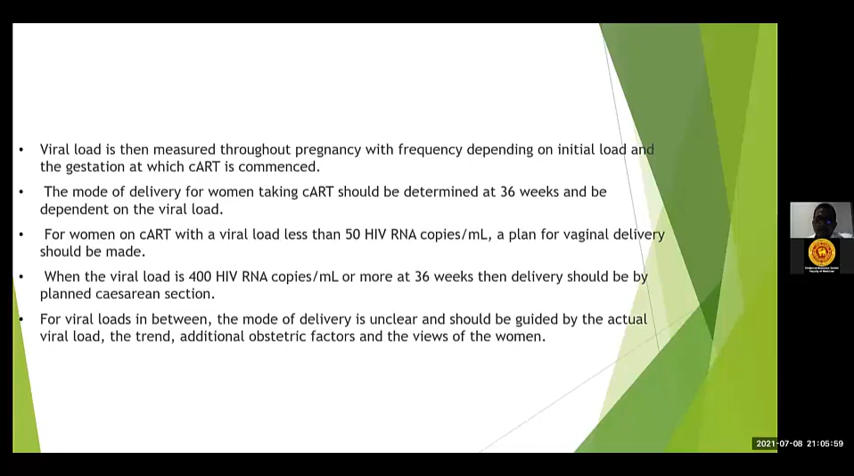 • Viral load is then measured throughout pregnancy with frequency depending on initial load and
the gestation at which cART is commenced.
• The mode of delivery for women taking cART should be determined at 36 weeks and be
dependent on the viral load.
• For women on cART with a viral load less than 50 HIV RNA copies/mL, a plan for vaginal delivery
should be made.
• When the viral load is 400 HIV RNA copies/mL or more at 36 weeks then delivery should be by
planned caesarean section.
• For viral loads in between, the mode of delivery is unclear and should be guided by the actual
viral load, the trend, additional obstetric factors and the views of the women.
2021-07-08 21:05:59